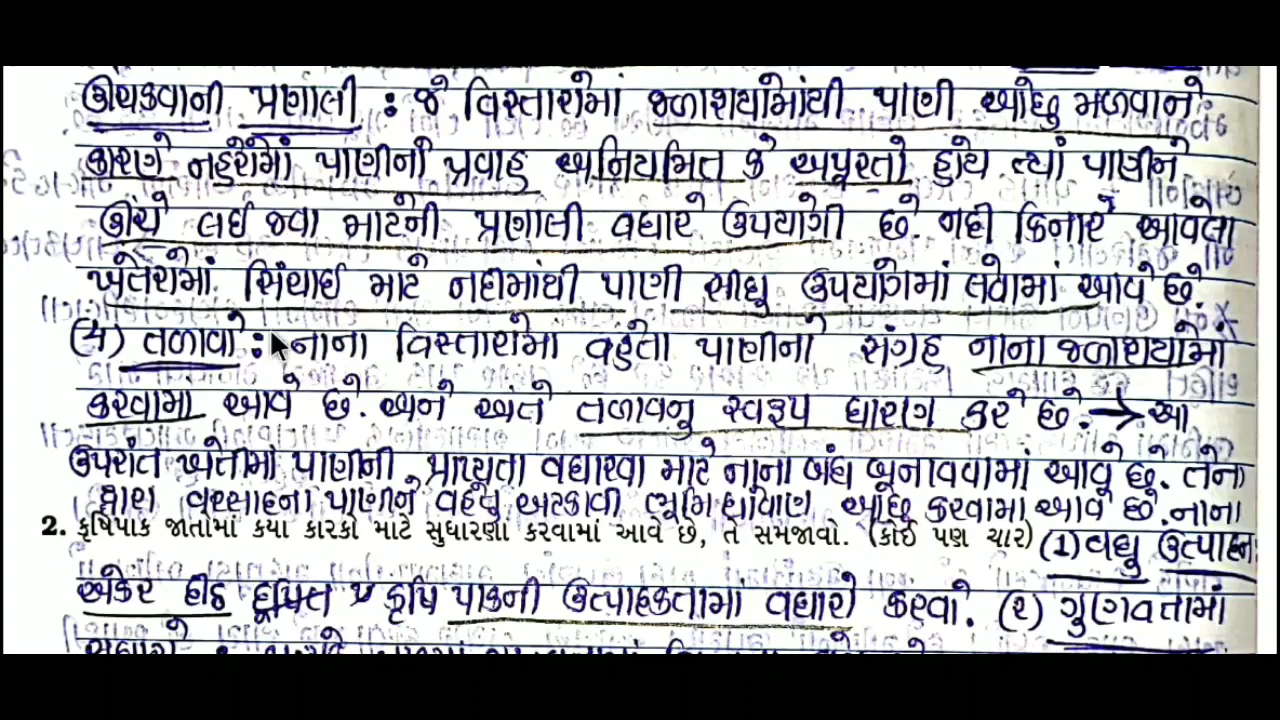 ઊંચકવાની પ્રણાલી : જે વિસ્તારોમાં જળાશયોમાંથી પાણી ઓછુ મળવાને
કારણે નહેરોમાં પાણીનો પ્રવાહ અનિયમિત કે અપૂરતો હોય ત્યાં પાણીને
ઊંચે લઈ જવા માટેની પ્રણાલી વધારે ઉપયોગી છે. નદી કિનારે આવેલા
ખેતરોમાં સિંચાઈ માટે નદીમાંથી પાણી સીધુ ઉપયોગમાં લેવામાં આવે છે.
(4) તળાવો : નાના વિસ્તારોમાં વહેતા પાણીનો સંગ્રહ નાના જળાશયોમાં
કરવામાં આવે છે. અને અંતે તળાવનુ સ્વરૂપ ધારણ કરે છે. → આ
ઉપરાંત ખેતીમાં પાણીની પ્રાપ્યતા વધારવા માટે નાના બંધ બનાવવામાં આવે છે. તેના
દ્વારા વરસાદના પાણીને વહેતુ અટકાવી ભૂમિ ધોવાણ ઓછુ કરવામાં આવે છે. નાના
2. કૃષિપાક જાતોમાં કયા કારકો માટે સુધારણા કરવામાં આવે છે, તે સમજાવો. (કોઈ પણ ચાર) (1) વધુ ઉત્પાદન
એકર દીઠ કૃષિ પાકની ઉત્પાદકતામાં વધારો કરવો. (૨) ગુણવત્તામાં